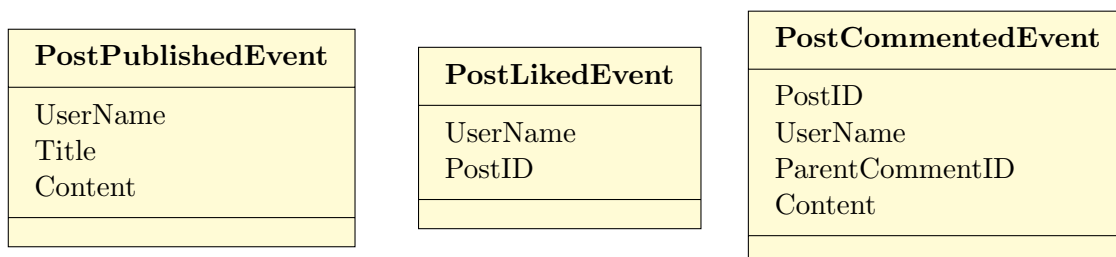 PostPublishedEvent
UserName
Title
Content
PostLikedEvent
UserName
PostID
PostCommentedEvent
PostID
UserName
ParentCommentID
Content